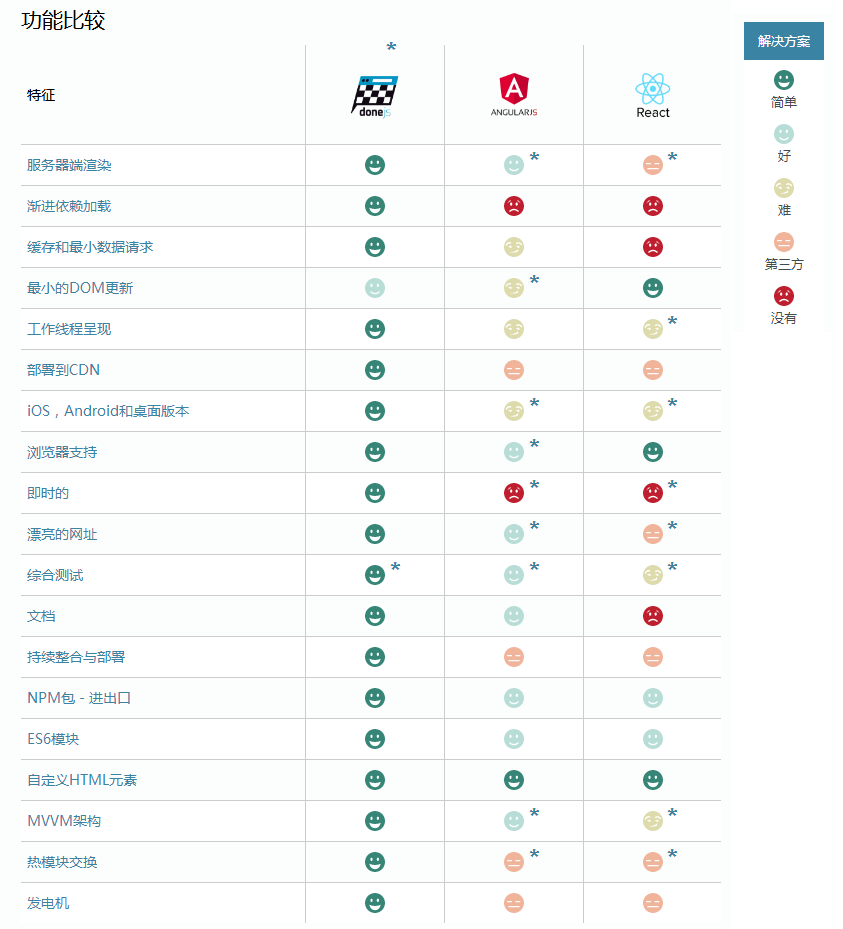 功能比较
*
特征
donejs
ANGULARJS
React
服务器端渲染 * *
渐进依赖加载
缓存和最小数据请求
最小的DOM更新 *
工作线程呈现 *
部署到CDN
iOS，Android和桌面版本 * *
浏览器支持 *
即时的 * *
漂亮的网址 * *
综合测试 * * *
文档
持续整合与部署
NPM包 - 进出口
ES6模块
自定义HTML元素
MVVM架构 * *
热模块交换 * *
发电机
解决方案
简单
好
难
第三方
没有